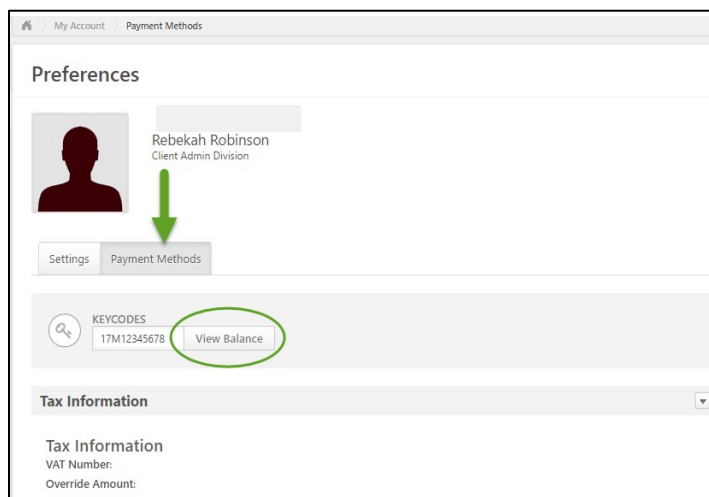 My Account Payment Methods
Preferences
Rebekah Robinson
Client Admin Division
Settings Payment Methods
KEYCODES
17M12345678 View Balance
Tax Information
Tax Information
VAT Number:
Override Amount: